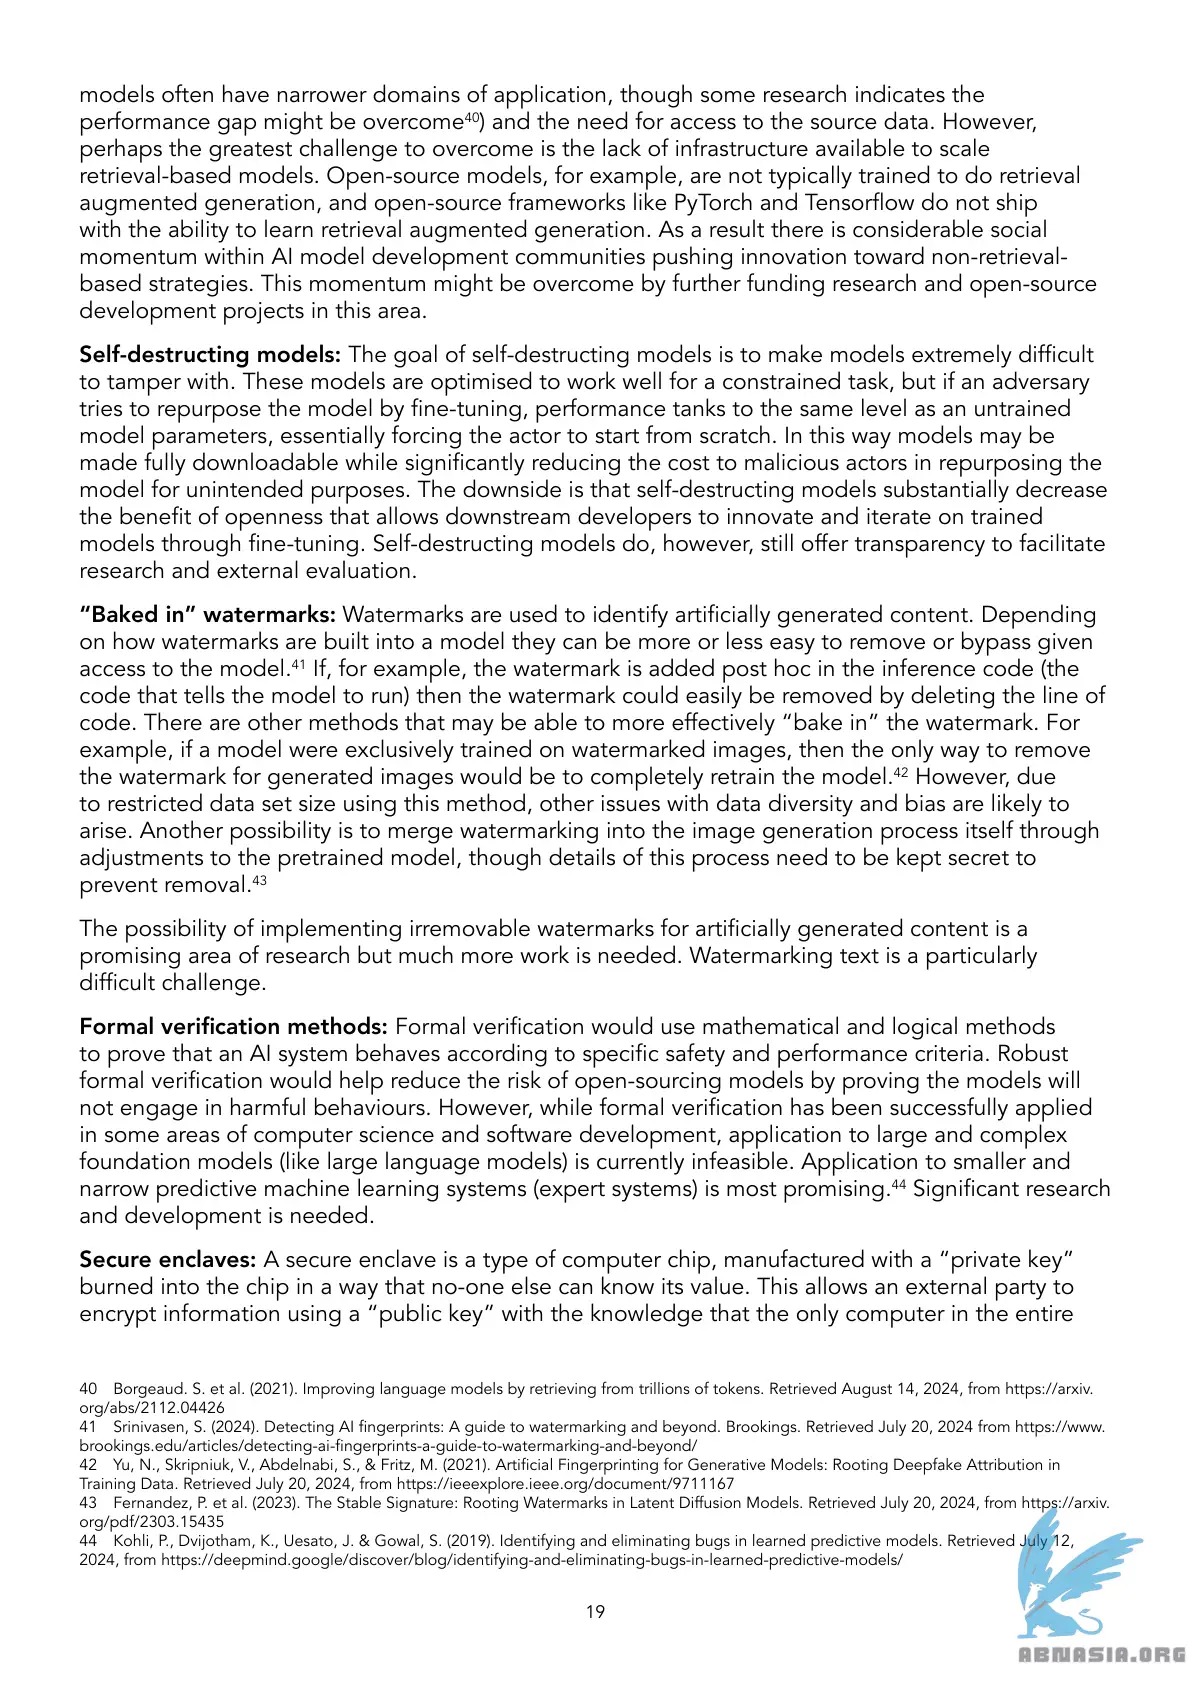 models often have narrower domains of application, though some research indicates the
performance gap might be overcome40) and the need for access to the source data. However,
perhaps the greatest challenge to overcome is the lack of infrastructure available to scale
retrieval-based models. Open-source models, for example, are not typically trained to do retrieval
augmented generation, and open-source frameworks like PyTorch and Tensorflow do not ship
with the ability to learn retrieval augmented generation. As a result there is considerable social
momentum within AI model development communities pushing innovation toward non-retrieval-
based strategies. This momentum might be overcome by further funding research and open-source
development projects in this area.
Self-destructing models: The goal of self-destructing models is to make models extremely difficult
to tamper with. These models are optimised to work well for a constrained task, but if an adversary
tries to repurpose the model by fine-tuning, performance tanks to the same level as an untrained
model parameters, essentially forcing the actor to start from scratch. In this way models may be
made fully downloadable while significantly reducing the cost to malicious actors in repurposing the
model for unintended purposes. The downside is that self-destructing models substantially decrease
the benefit of openness that allows downstream developers to innovate and iterate on trained
models through fine-tuning. Self-destructing models do, however, still offer transparency to facilitate
research and external evaluation.
“Baked in” watermarks: Watermarks are used to identify artificially generated content. Depending
on how watermarks are built into a model they can be more or less easy to remove or bypass given
access to the model.41 If, for example, the watermark is added post hoc in the inference code (the
code that tells the model to run) then the watermark could easily be removed by deleting the line of
code. There are other methods that may be able to more effectively “bake in” the watermark. For
example, if a model were exclusively trained on watermarked images, then the only way to remove
the watermark for generated images would be to completely retrain the model.42 However, due
to restricted data set size using this method, other issues with data diversity and bias are likely to
arise. Another possibility is to merge watermarking into the image generation process itself through
adjustments to the pretrained model, though details of this process need to be kept secret to
prevent removal.43
The possibility of implementing irremovable watermarks for artificially generated content is a
promising area of research but much more work is needed. Watermarking text is a particularly
difficult challenge.
Formal verification methods: Formal verification would use mathematical and logical methods
to prove that an AI system behaves according to specific safety and performance criteria. Robust
formal verification would help reduce the risk of open-sourcing models by proving the models will
not engage in harmful behaviours. However, while formal verification has been successfully applied
in some areas of computer science and software development, application to large and complex
foundation models (like large language models) is currently infeasible. Application to smaller and
narrow predictive machine learning systems (expert systems) is most promising.44 Significant research
and development is needed.
Secure enclaves: A secure enclave is a type of computer chip, manufactured with a “private key”
burned into the chip in a way that no-one else can know its value. This allows an external party to
encrypt information using a “public key” with the knowledge that the only computer in the entire
40 Borgeaud. S. et al. (2021). Improving language models by retrieving from trillions of tokens. Retrieved August 14, 2024, from https://arxiv.
org/abs/2112.04426
41 Srinivasen, S. (2024). Detecting AI fingerprints: A guide to watermarking and beyond. Brookings. Retrieved July 20, 2024 from https://www.
brookings.edu/articles/detecting-ai-fingerprints-a-guide-to-watermarking-and-beyond/
42 Yu, N., Skripniuk, V., Abdelnabi, S., & Fritz, M. (2021). Artificial Fingerprinting for Generative Models: Rooting Deepfake Attribution in
Training Data. Retrieved July 20, 2024, from https://ieeexplore.ieee.org/document/9711167
43 Fernandez, P. et al. (2023). The Stable Signature: Rooting Watermarks in Latent Diffusion Models. Retrieved July 20, 2024, from https://arxiv.
org/pdf/2303.15435
44 Kohli, P., Dvijotham, K., Uesato, J. & Gowal, S. (2019). Identifying and eliminating bugs in learned predictive models. Retrieved July 12,
2024, from https://deepmind.google/discover/blog/identifying-and-eliminating-bugs-in-learned-predictive-models/
19
ABNASIA.ORG